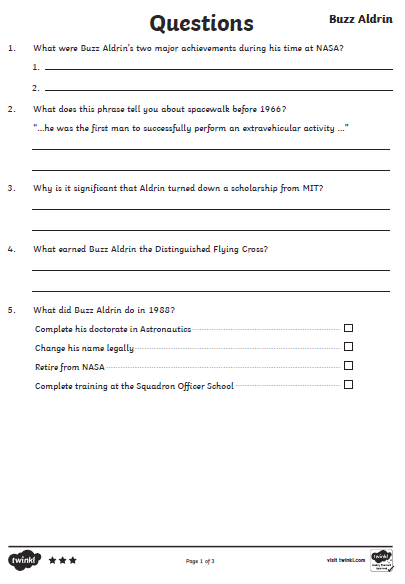 Questions
Buzz Aldrin
1. What were Buzz Aldrin's two major achievements during his time at NASA?
1.
2.
2. What does this phrase tell you about spacewalk before 1966?
"...he was the first man to successfully perform an extravehicular activity ..."
3. Why is it significant that Aldrin turned down a scholarship from MIT?
4. What earned Buzz Aldrin the Distinguished Flying Cross?
5. What did Buzz Aldrin do in 1988?
Complete his doctorate in Astronautics
Change his name legally
Retire from NASA
Complete training at the Squadron Officer School
twinkl
Page 1 of 3
visit twinkl.com
twinkl